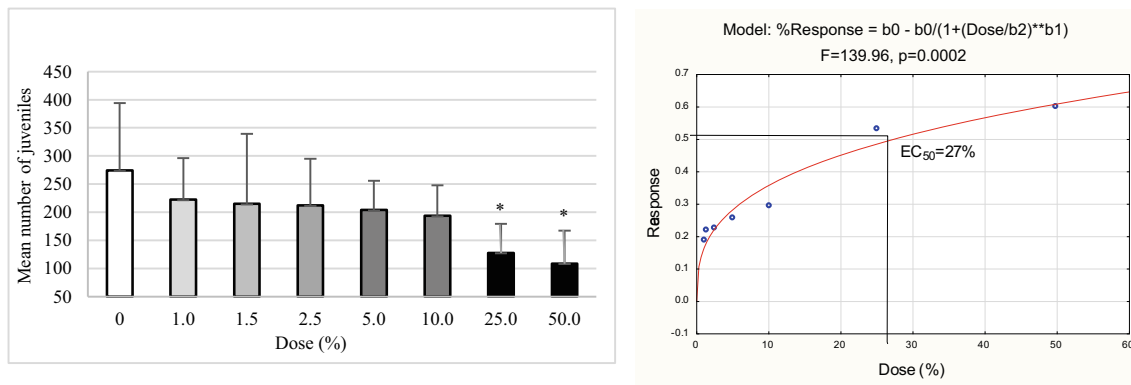 450
400
350
300
250
200
150
100
50
Mean number of juveniles
* *
0 1.0 1.5 2.5 5.0 10.0 25.0 50.0
Dose (%)
Model: %Response = b0 - b0/(1+(Dose/b2)**b1)
F=139.96, p=0.0002
0.7
0.6
0.5
0.4
0.3
0.2
0.1
0.0
-0.1
Response
EC50=27%
0 10 20 30 40 50 60
Dose (%)